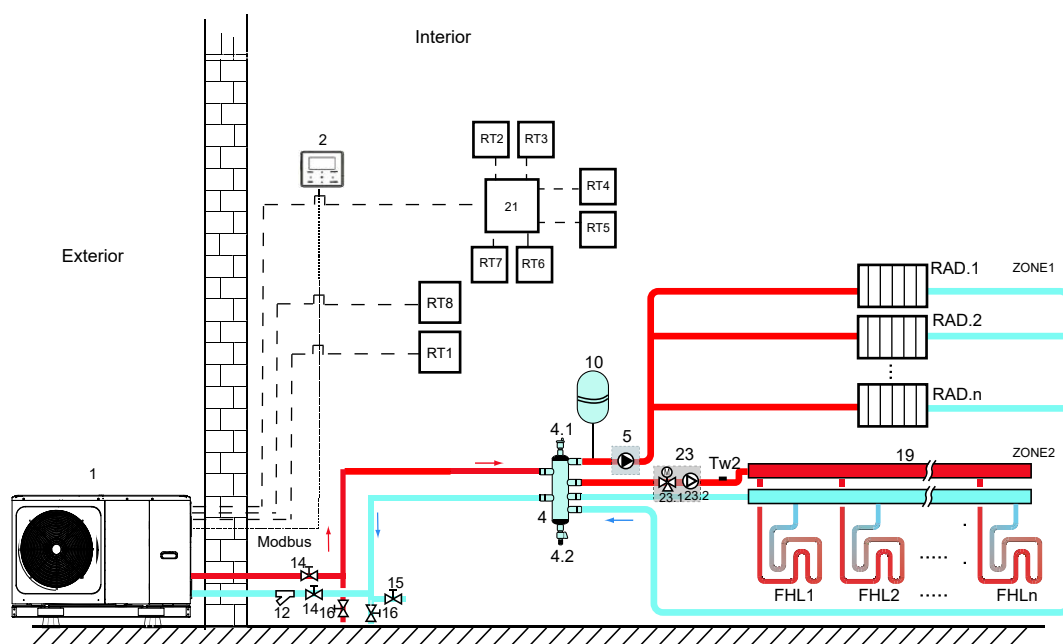 Interior
2
RT2
RT3
RT4
21
RT5
RT7
RT6
Exterior
RT8
RT1
RAD.1
ZONE1
RAD.2
RAD.n
10
4.1
5
23
Tw2
19
ZONE2
1
23.1
23.2
4
4.2
Modbus
14
12
14
16
15
16
FHL1
FHL2
FHLn
M